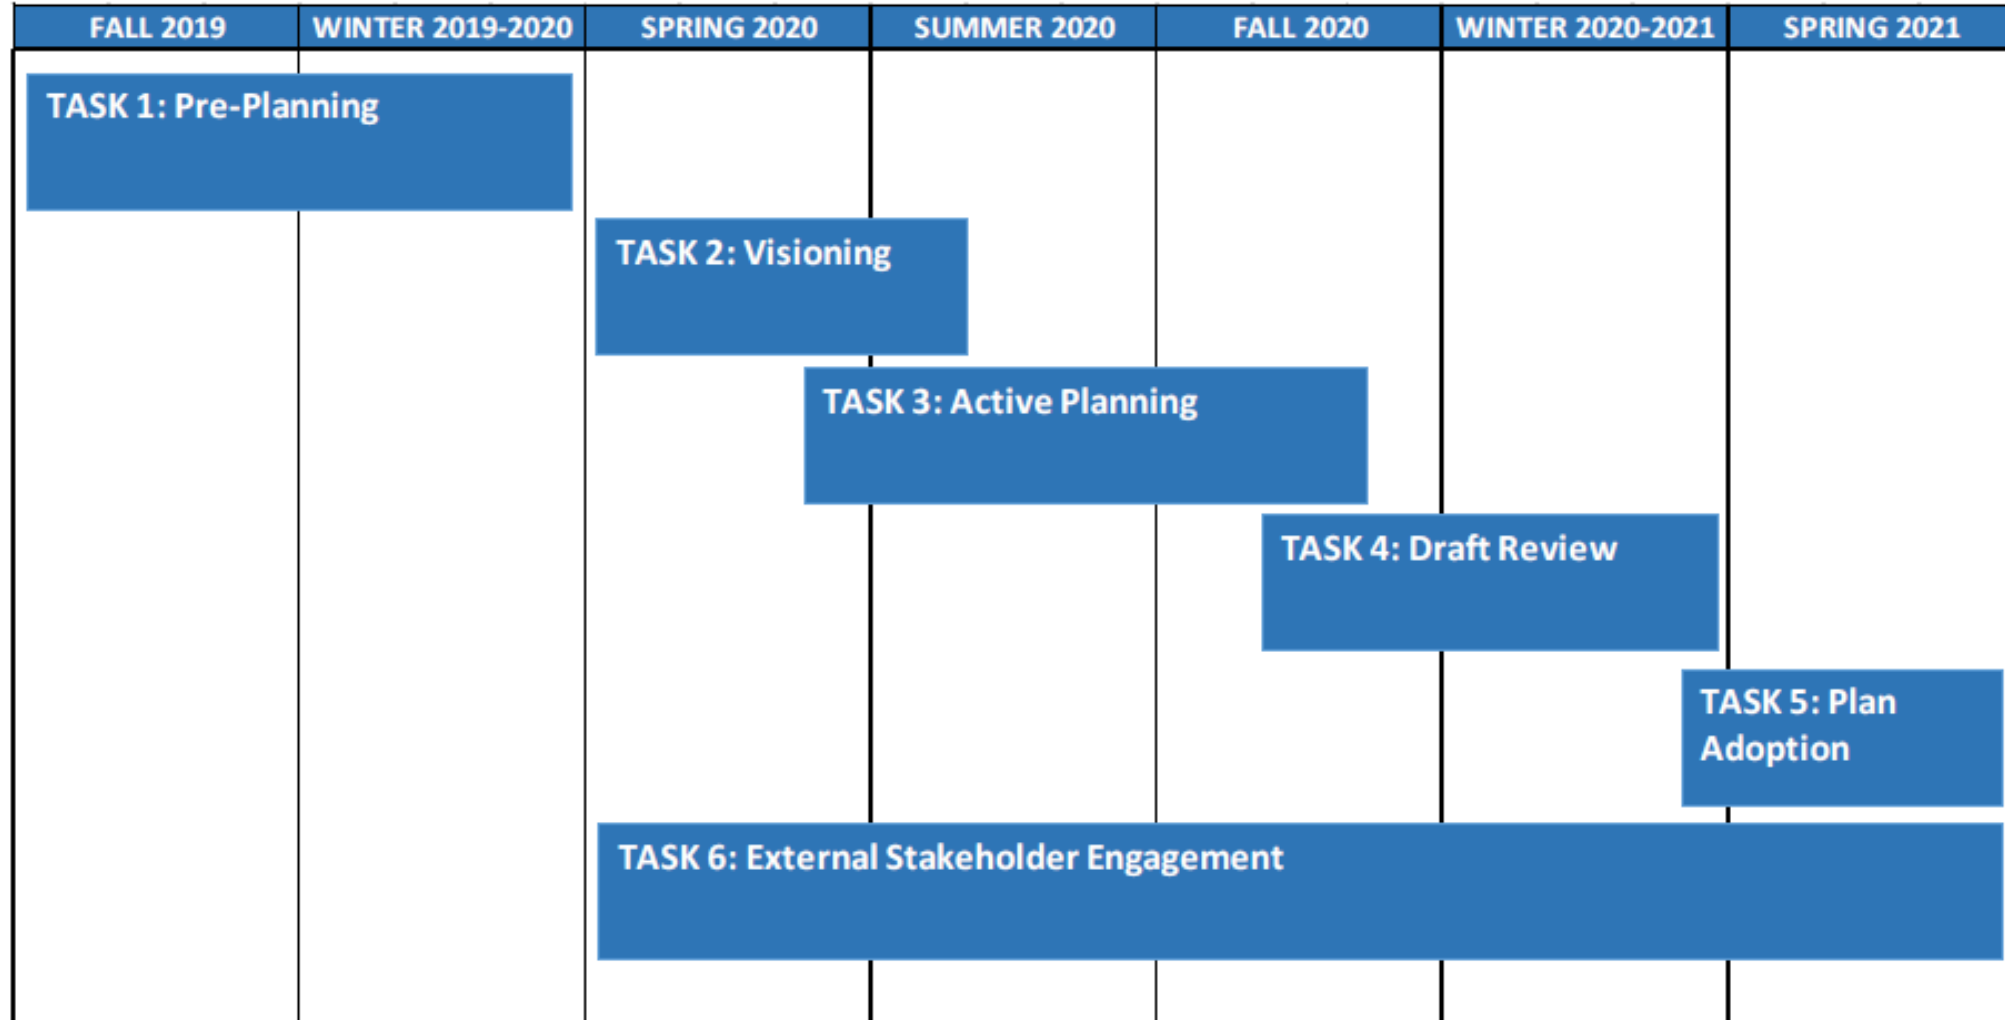 FALL 2019 WINTER 2019-2020 SPRING 2020 SUMMER 2020 FALL 2020 WINTER 2020-2021 SPRING 2021
TASK 1: Pre-Planning
TASK 2: Visioning
TASK 3: Active Planning
TASK 4: Draft Review
TASK 5: Plan
Adoption
TASK 6: External Stakeholder Engagement